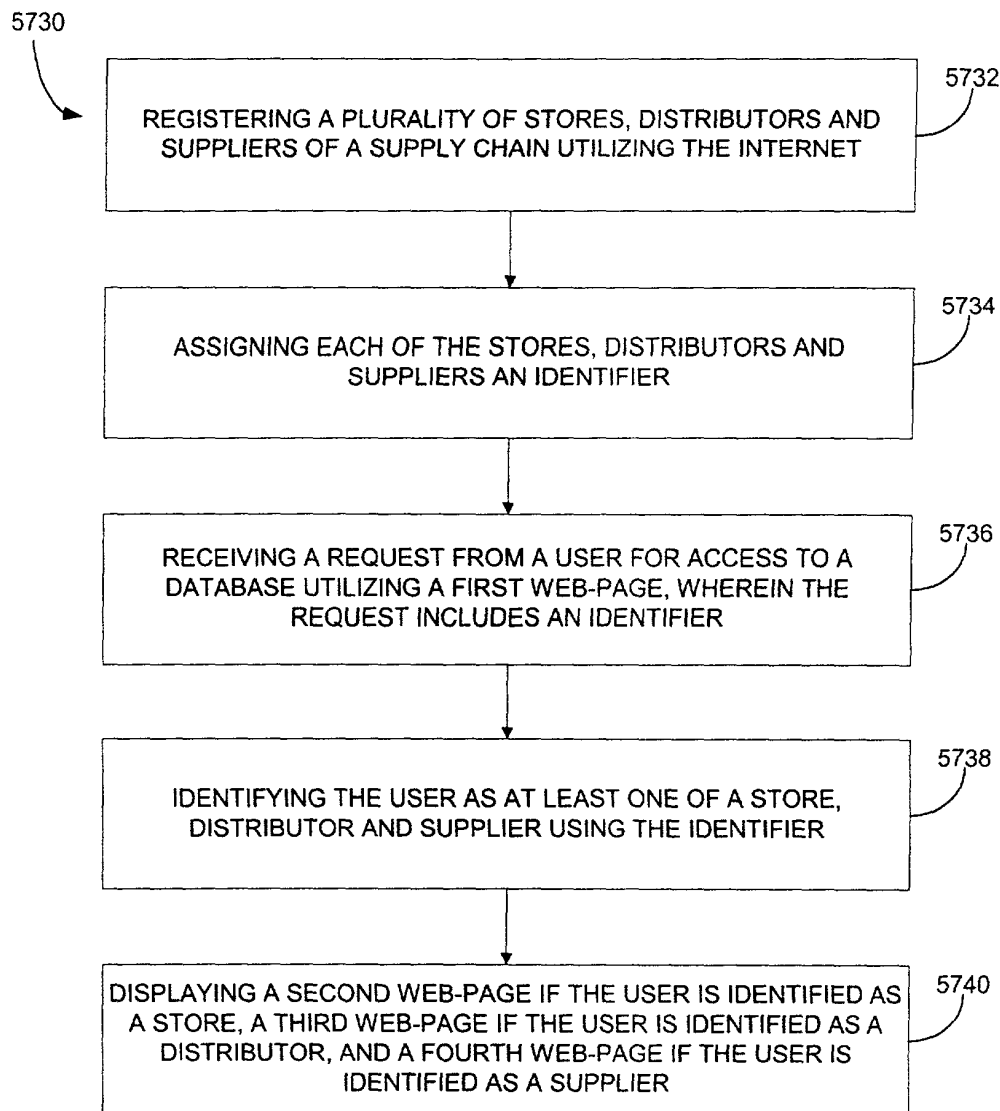 5730
5732
REGISTERING A PLURALITY OF STORES, DISTRIBUTORS AND
SUPPLIERS OF A SUPPLY CHAIN UTILIZING THE INTERNET
5734
ASSIGNING EACH OF THE STORES, DISTRIBUTORS AND
SUPPLIERS AN IDENTIFIER
5736
RECEIVING A REQUEST FROM A USER FOR ACCESS TO A
DATABASE UTILIZING A FIRST WEB-PAGE, WHEREIN THE
REQUEST INCLUDES AN IDENTIFIER
5738
IDENTIFYING THE USER AS AT LEAST ONE OF A STORE,
DISTRIBUTOR AND SUPPLIER USING THE IDENTIFIER
5740
DISPLAYING A SECOND WEB-PAGE IF THE USER IS IDENTIFIED AS
A STORE, A THIRD WEB-PAGE IF THE USER IS IDENTIFIED AS A
DISTRIBUTOR, AND A FOURTH WEB-PAGE IF THE USER IS
IDENTIFIED AS A SUPPLIER